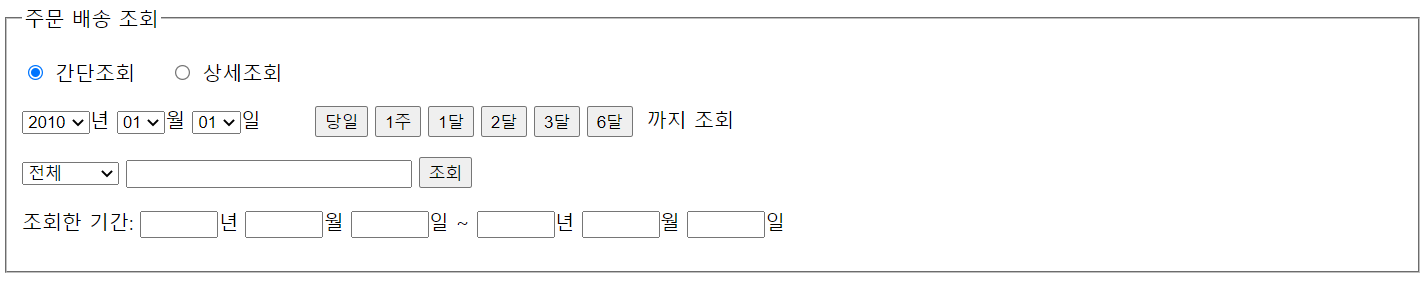 주문 배송 조회
간단조회 상세조회
2010 년 01 월 01 일 당일 1주 1달 2달 3달 6달 까지 조회
전체 조회
조회한 기간: 년 월 일 ~ 년 월 일